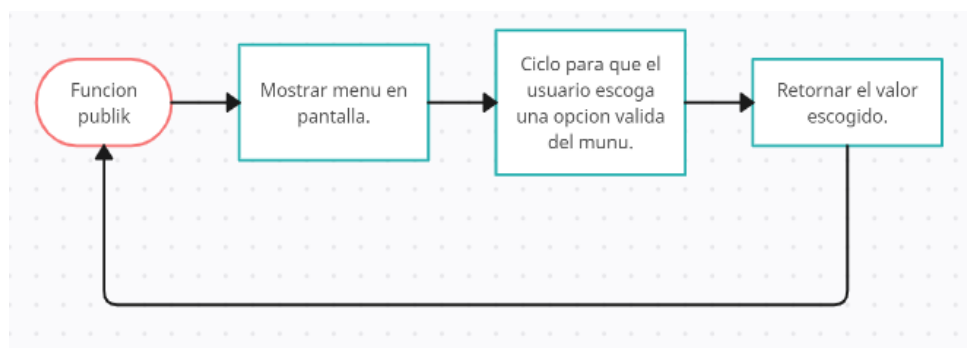 Funcion
publik
Mostrar menu en
pantalla.
Ciclo para que el
usuario escoga
una opcion valida
del munu.
Retornar el valor
escogido.